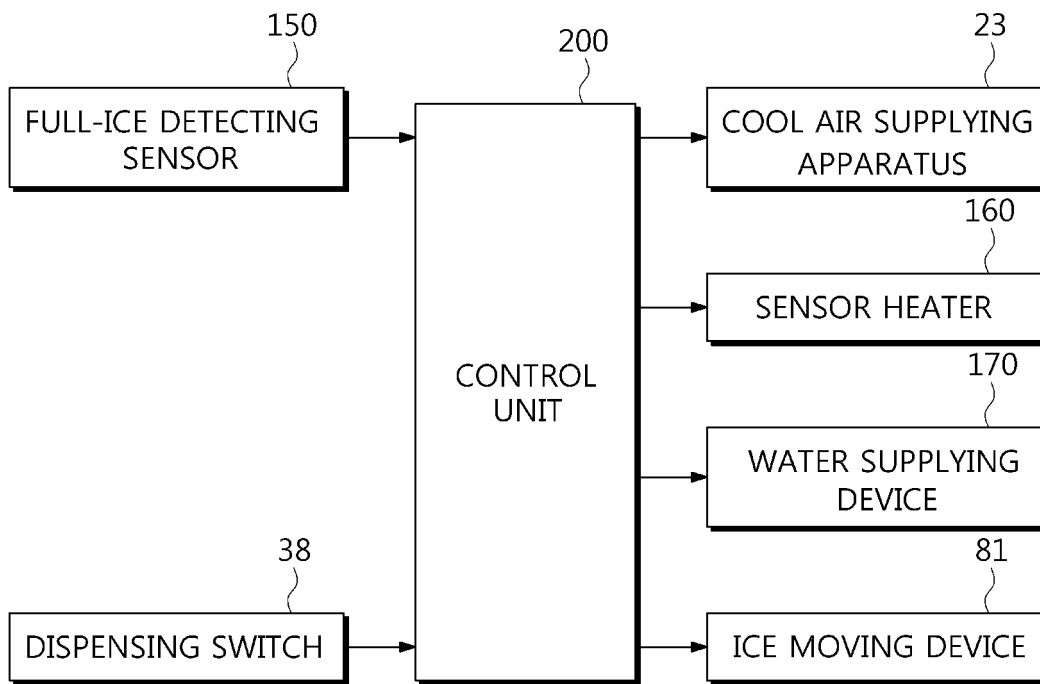 150
FULL-ICE DETECTING
SENSOR
200
CONTROL
UNIT
23
COOL AIR SUPPLYING
APPARATUS
160
SENSOR HEATER
170
WATER SUPPLYING
DEVICE
38
DISPENSING SWITCH
81
ICE MOVING DEVICE